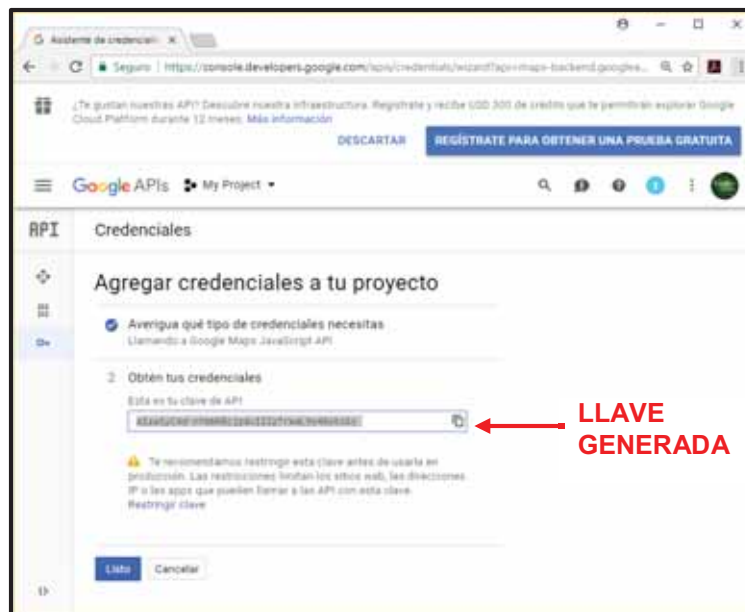 Asistente de credencial
Seguro | https://console.developers.google.com/apis/credentials/wizard?api=maps-backend.googlea...
¿Te gustan nuestras API? Descubre nuestra infraestructura. Regístrate y recibe USD 300 de crédito que te permitirán explorar Google
Cloud Platform durante 12 meses. Más información
DESCARTAR REGÍSTRATE PARA OBTENER UNA PRUEBA GRATUITA
Google APIs My Project
API Credenciales
Agregar credenciales a tu proyecto
Averigua qué tipo de credenciales necesitas
Llamando a Google Maps JavaScript API
2 Obtén tus credenciales
Esta es tu clave de API
LLAVE
GENERADA
Te recomendamos restringir esta clave antes de usarla en
producción. Las restricciones limitan los sitios web, las direcciones
IP o las apps que pueden llamar a las API con esta clave.
Restringir clave
Listo Cancelar